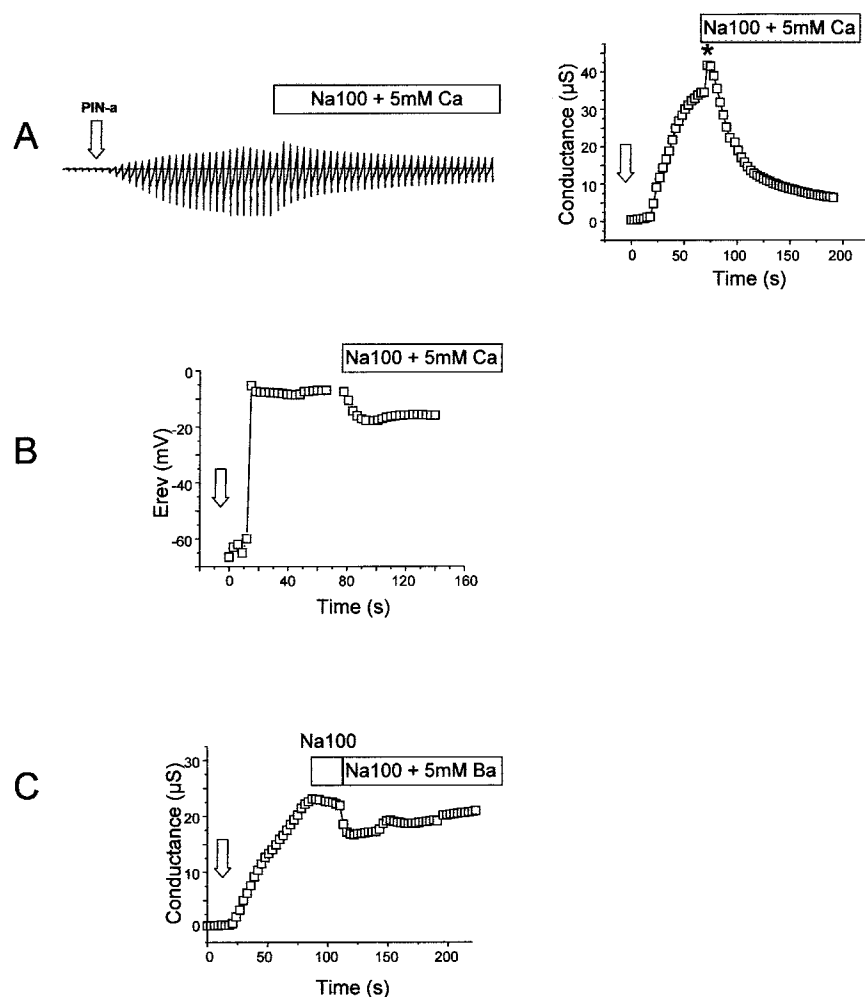 A
PIN-a
Na100 + 5mM Ca
Na100 + 5mM Ca
*
Conductance (µS)
40
30
20
10
0
0 50 100 150 200
Time (s)
B
Na100 + 5mM Ca
Erev (mV)
0
-20
-40
-60
0 40 80 120 160
Time (s)
C
Na100
Na100 + 5mM Ba
Conductance (µS)
30
20
10
0
0 50 100 150 200
Time (s)